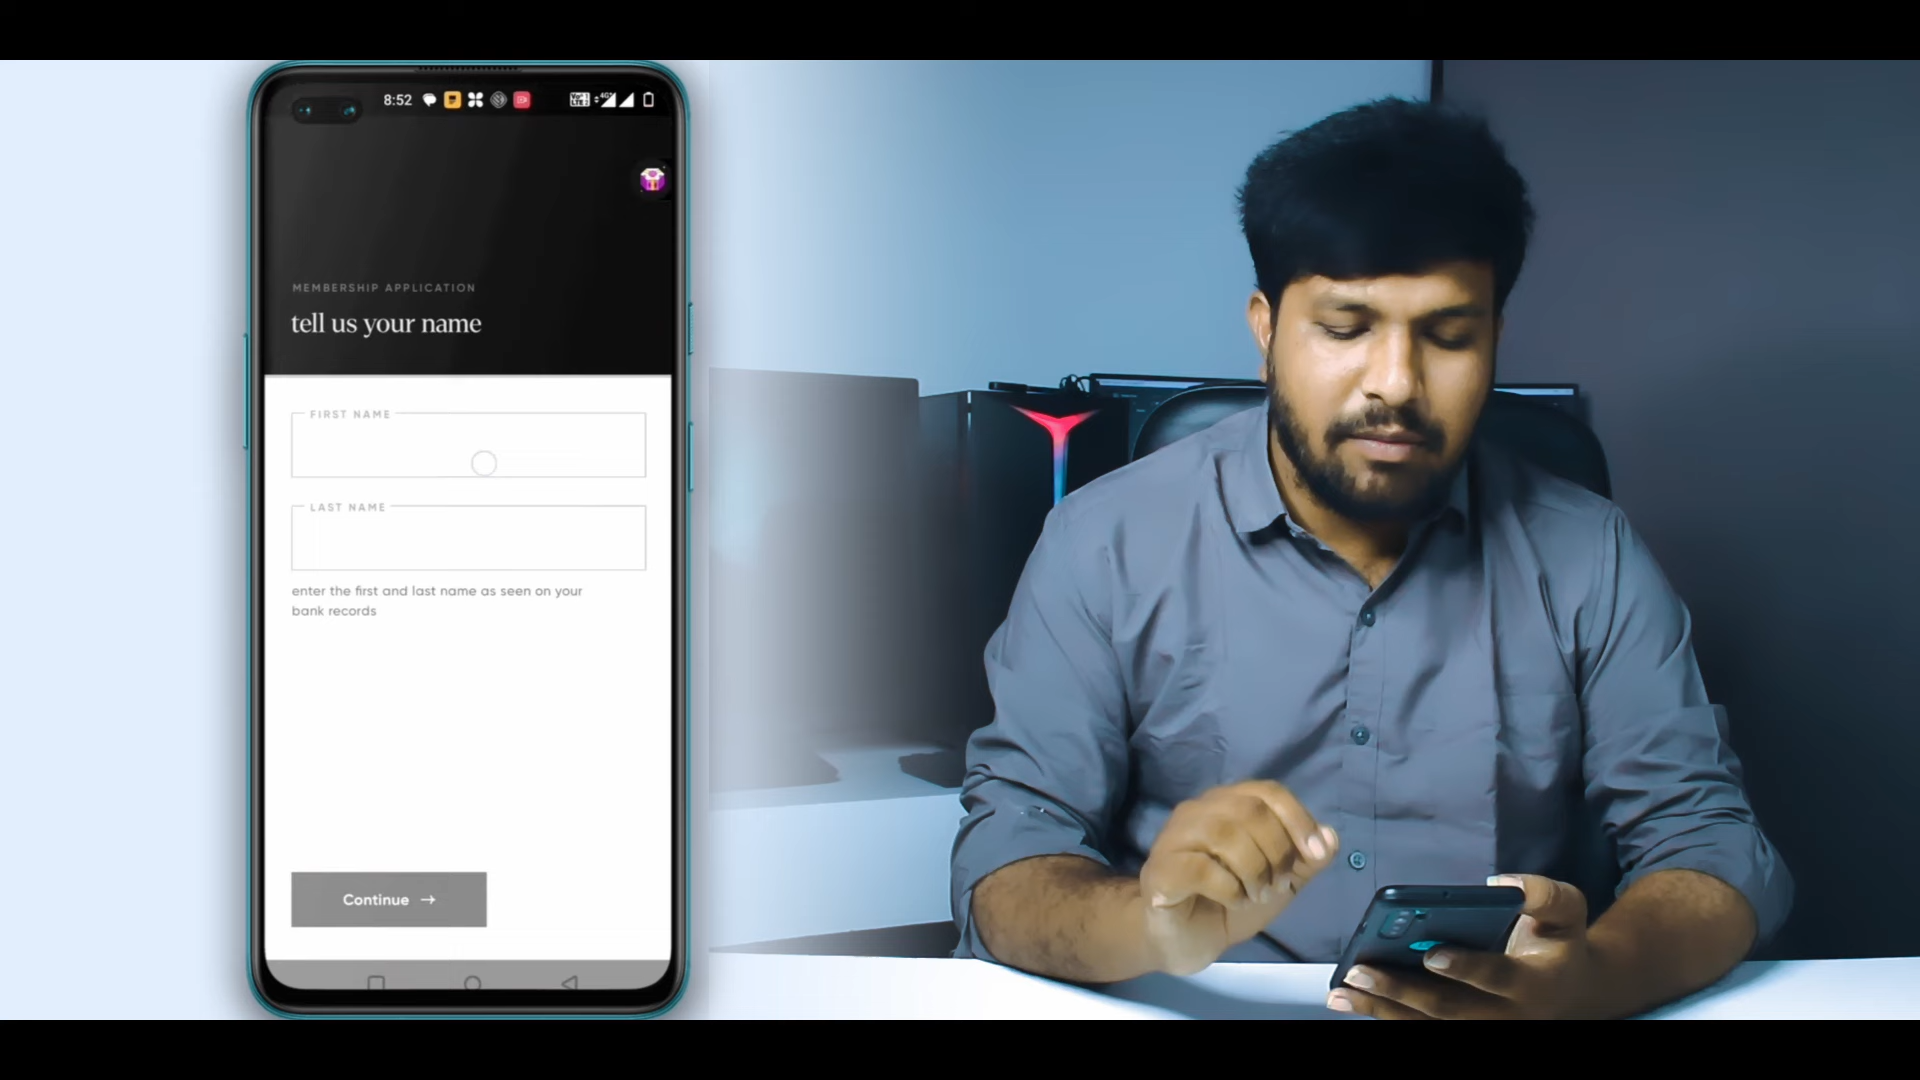 8:52
MEMBERSHIP APPLICATION
tell us your name
FIRST NAME
LAST NAME
enter the first and last name as seen on your
bank records
Continue →